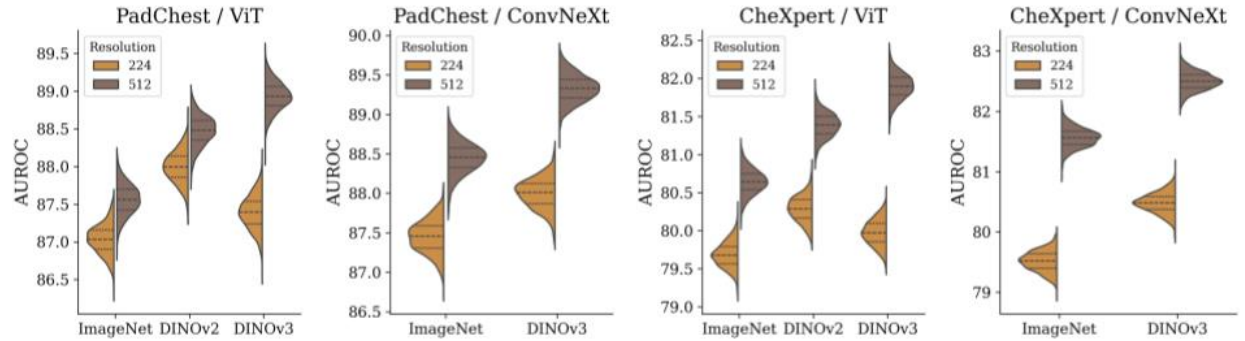 PadChest / ViT
AUROC
89.5
89.0
88.5
88.0
87.5
87.0
86.5
Resolution
224
512
ImageNet
DINOv2
DINOv3
PadChest / ConvNeXt
AUROC
90.0
89.5
89.0
88.5
88.0
87.5
87.0
86.5
Resolution
224
512
ImageNet
DINOv3
CheXpert / ViT
AUROC
82.5
82.0
81.5
81.0
80.5
80.0
79.5
79.0
Resolution
224
512
ImageNet
DINOv2
DINOv3
CheXpert / ConvNeXt
AUROC
83
82
81
80
79
Resolution
224
512
ImageNet
DINOv3